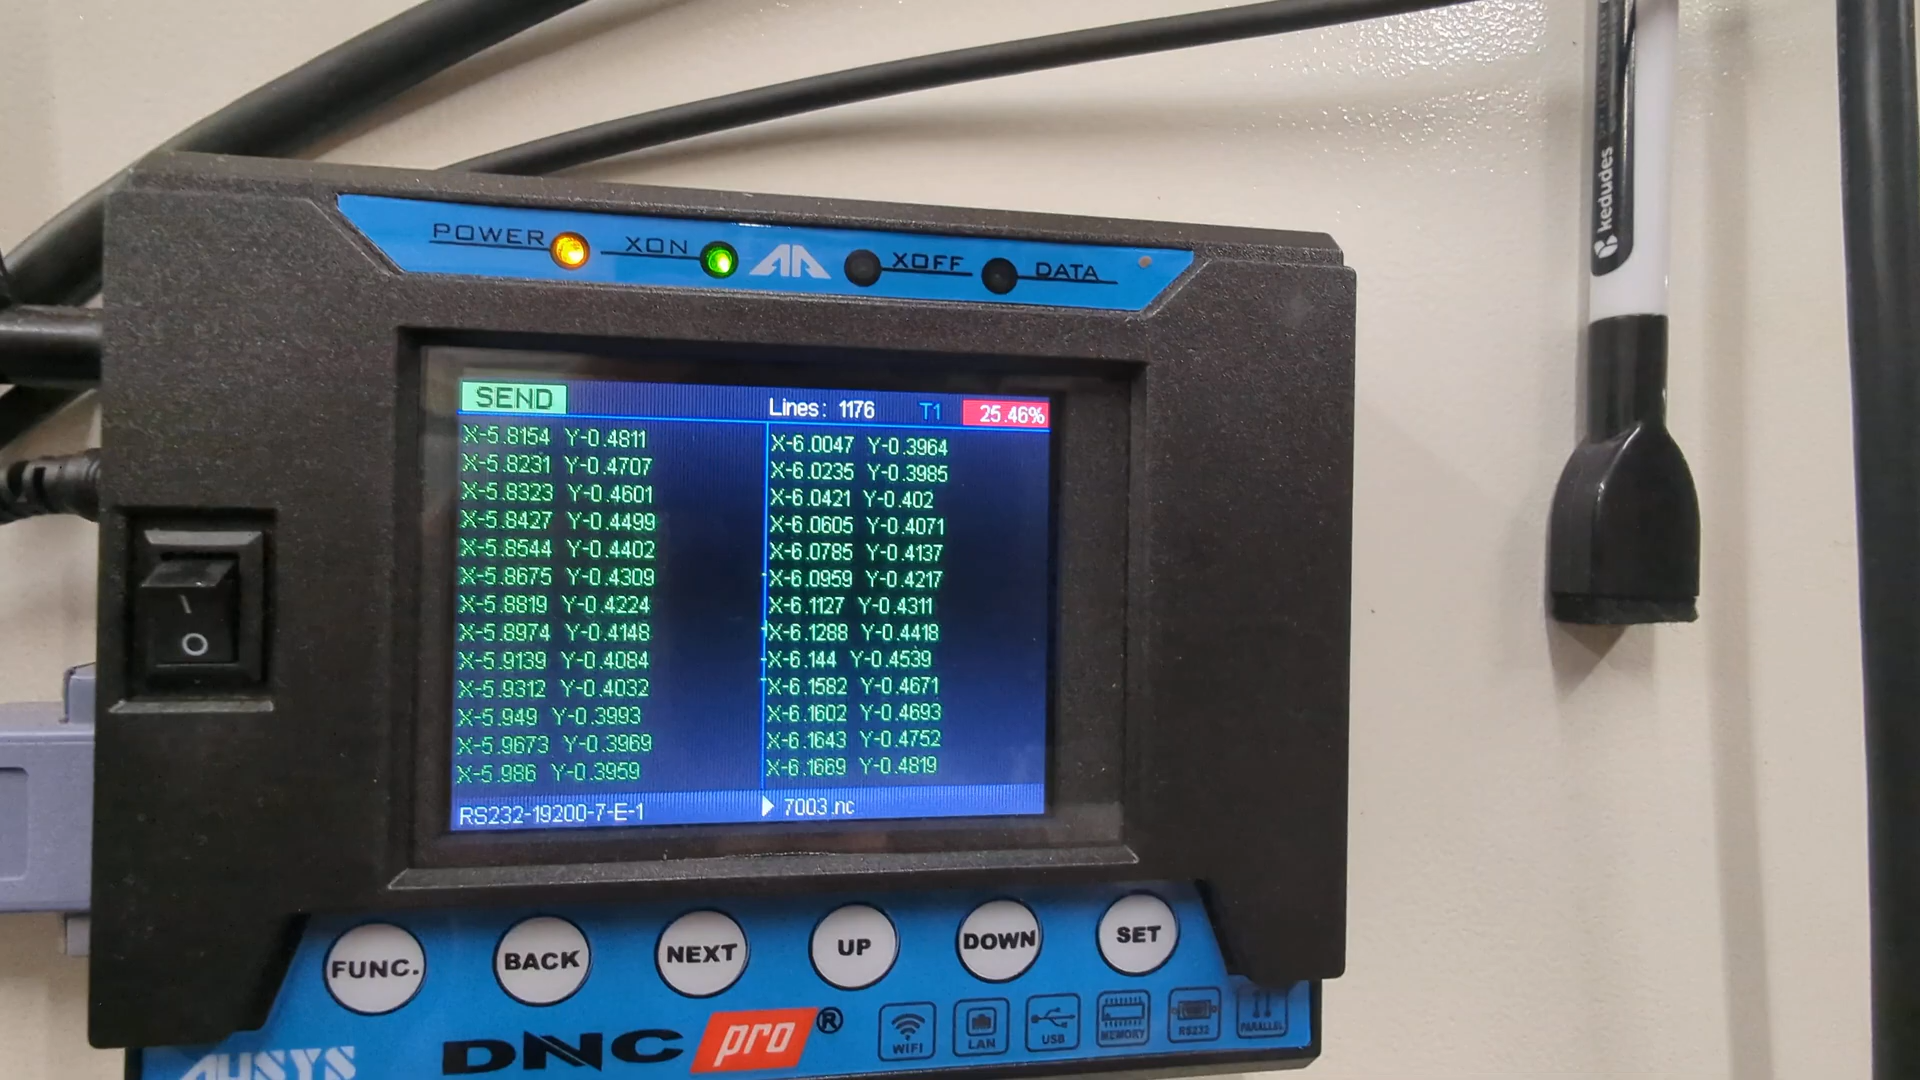 kedudes
POWER XON XOFF DATA
SEND Lines: 1176 T1 25.46%
X-5.8154 Y-0.4811
X-5.8231 Y-0.4707
X-5.8323 Y-0.4601
X-5.8427 Y-0.4499
X-5.8544 Y-0.4402
X-5.8675 Y-0.4309
X-5.8819 Y-0.4224
X-5.8974 Y-0.4148
X-5.9139 Y-0.4084
X-5.9312 Y-0.4032
X-5.949 Y-0.3993
X-5.9673 Y-0.3969
X-5.986 Y-0.3959
X-6.0047 Y-0.3964
X-6.0235 Y-0.3985
X-6.0421 Y-0.402
X-6.0605 Y-0.4071
X-6.0785 Y-0.4137
X-6.0959 Y-0.4217
X-6.1127 Y-0.4311
X-6.1288 Y-0.4418
X-6.144 Y-0.4539
X-6.1582 Y-0.4671
X-6.1602 Y-0.4693
X-6.1643 Y-0.4752
X-6.1669 Y-0.4819
RS232-19200-7-E-1 7003.nc
FUNC. BACK NEXT UP DOWN SET
DNC pro®
WIFI LAN USB MEMORY RS232 PARALLEL